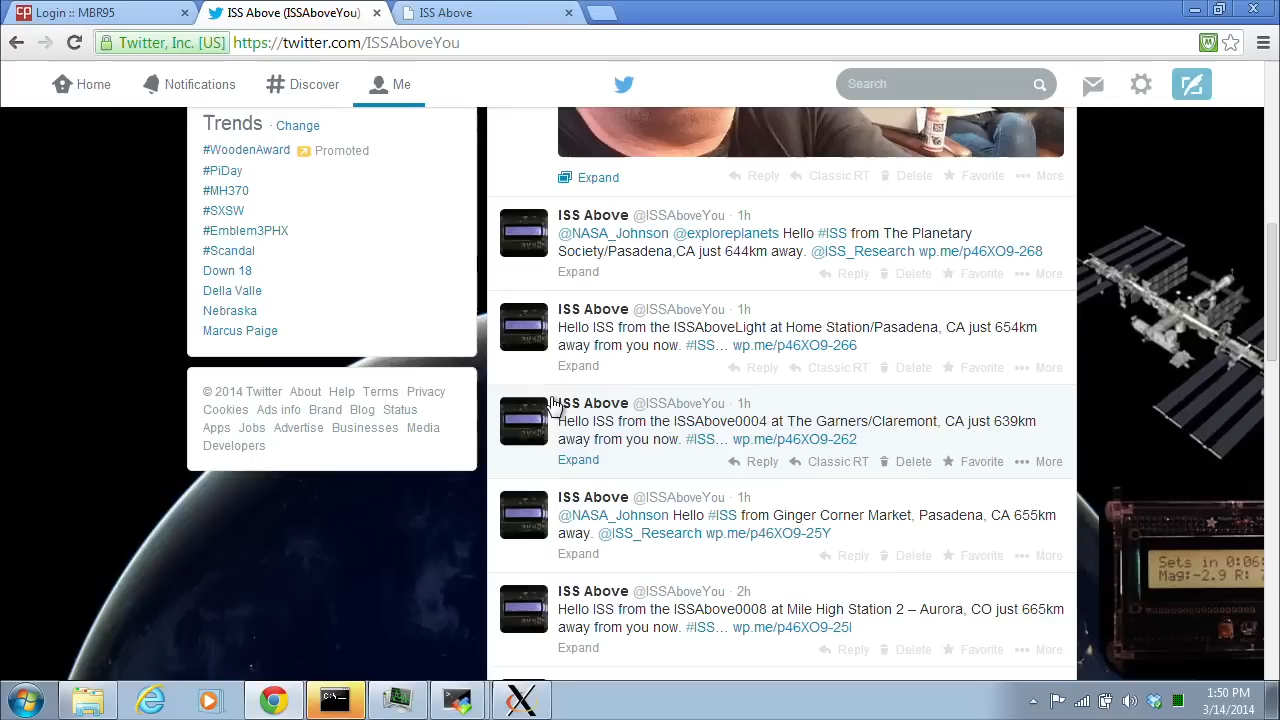 Login :: MBR95
ISS Above (ISSAboveYou)
ISS Above
Twitter, Inc. [US]
https://twitter.com/ISSAboveYou
Home
Notifications
Discover
Me
Search
Trends · Change
#WoodenAward Promoted
#PiDay
#MH370
#SXSW
#Emblem3PHX
#Scandal
Down 18
Della Valle
Nebraska
Marcus Paige
© 2014 Twitter About Help Terms Privacy
Cookies Ads info Brand Blog Status
Apps Jobs Advertise Businesses Media
Developers
Expand
Reply Classic RT Delete Favorite More
ISS Above @ISSAboveYou · 1h
@NASA_Johnson @exploreplanets Hello #ISS from The Planetary
Society/Pasadena,CA just 644km away. @ISS_Research wp.me/p46XO9-268
Expand
Reply Delete Favorite More
ISS Above @ISSAboveYou · 1h
Hello ISS from the ISSAboveLight at Home Station/Pasadena, CA just 654km
away from you now. #ISS... wp.me/p46XO9-266
Expand
Reply Classic RT Delete Favorite More
ISS Above @ISSAboveYou · 1h
Hello ISS from the ISSAbove0004 at The Garners/Claremont, CA just 639km
away from you now. #ISS... wp.me/p46XO9-262
Expand
Reply Classic RT Delete Favorite More
ISS Above @ISSAboveYou · 1h
@NASA_Johnson Hello #ISS from Ginger Corner Market, Pasadena, CA 655km
away. @ISS_Research wp.me/p46XO9-25Y
Expand
Reply Delete Favorite More
ISS Above @ISSAboveYou · 2h
Hello ISS from the ISSAbove0008 at Mile High Station 2 – Aurora, CO just 665km
away from you now. #ISS... wp.me/p46XO9-25I
Expand
Reply Classic RT Delete Favorite More
Sets in 0:06:
Mag:-2.9 R:
C:\_
1:50 PM
3/14/2014